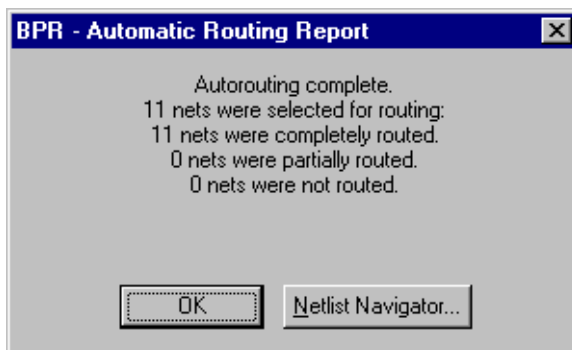 BPR - Automatic Routing Report
Autorouting complete.
11 nets were selected for routing:
11 nets were completely routed.
0 nets were partially routed.
0 nets were not routed.
OK
Netlist Navigator...